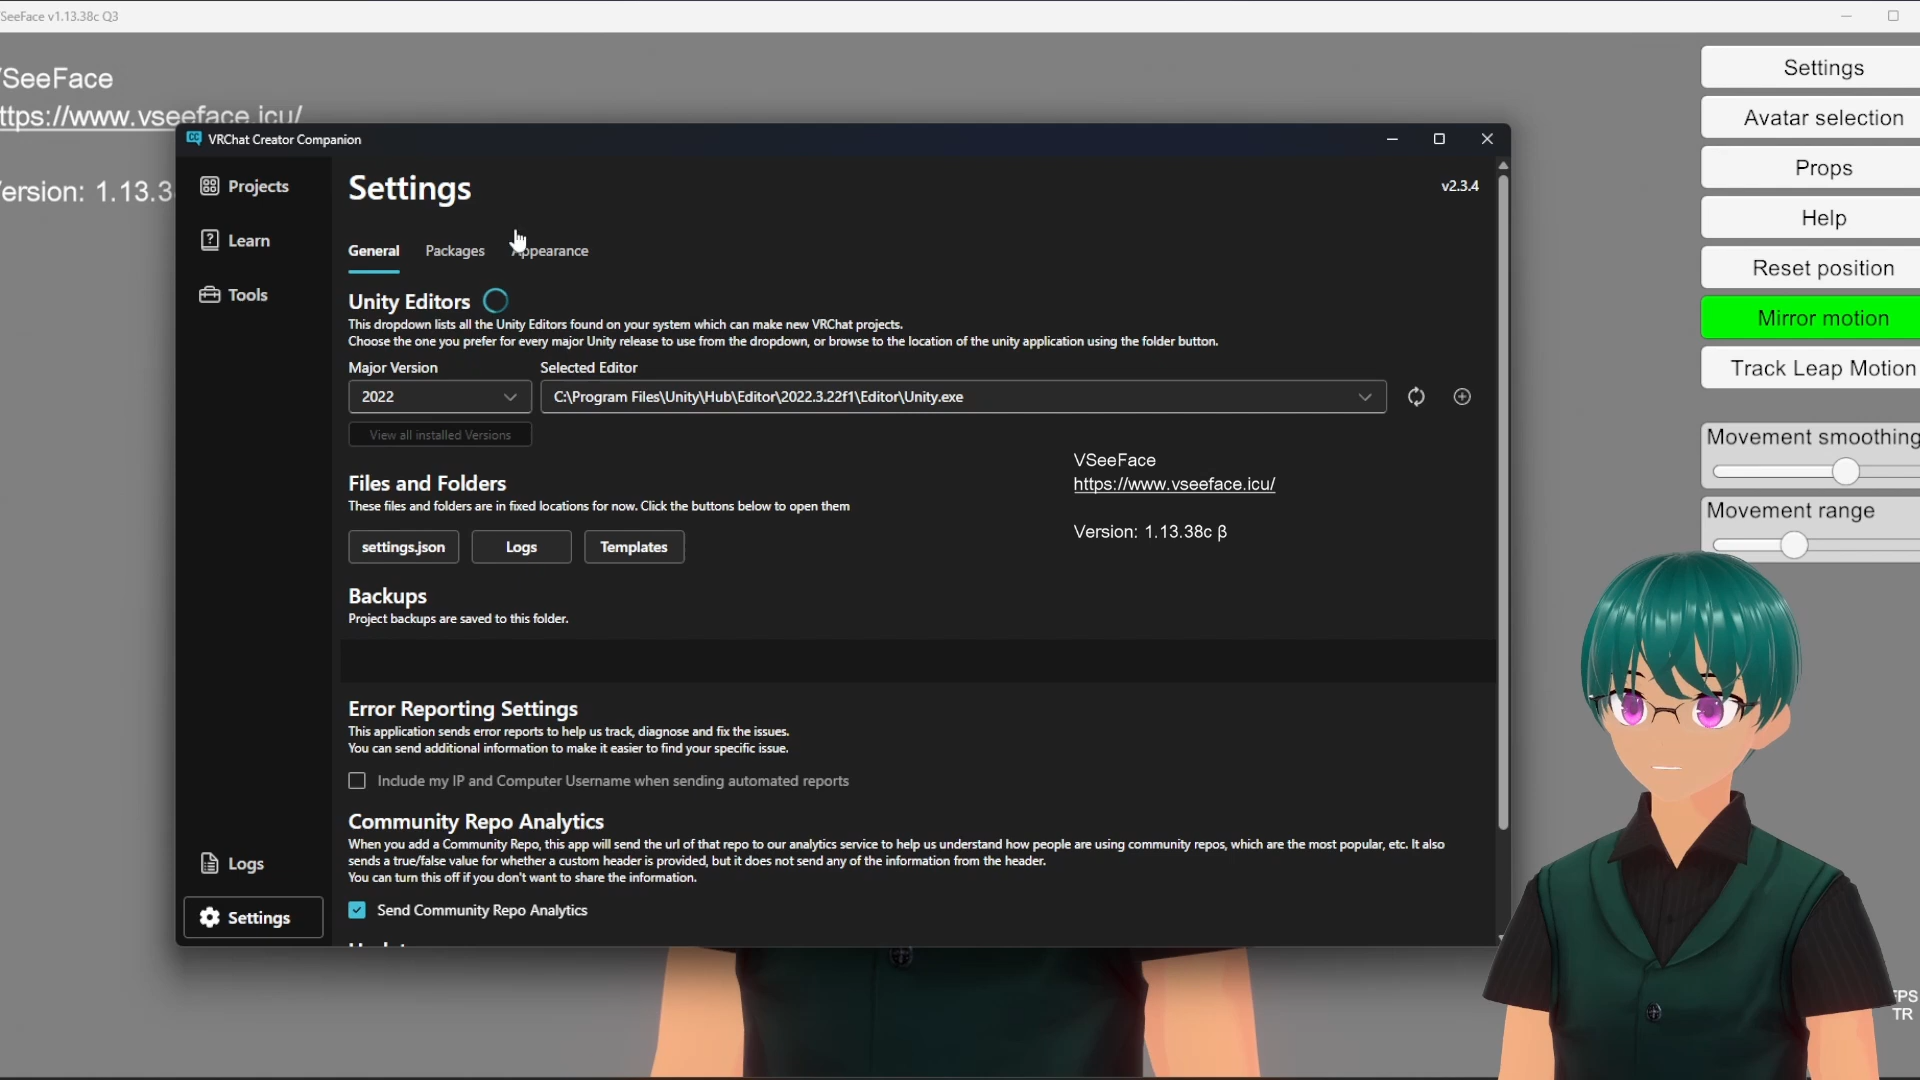 SeeFace v1.13.38c Q3
VSeeFace
ttps://www.vseeface.icu/
ersion: 1.13.3
VRChat Creator Companion
Projects
Learn
Tools
Logs
Settings
Settings
v2.3.4
General Packages Appearance
Unity Editors
This dropdown lists all the Unity Editors found on your system which can make new VRChat projects.
Choose the one you prefer for every major Unity release to use from the dropdown, or browse to the location of the unity application using the folder button.
Major Version Selected Editor
2022 C:\Program Files\Unity\Hub\Editor\2022.3.22f1\Editor\Unity.exe
View all installed Versions
Files and Folders
These files and folders are in fixed locations for now. Click the buttons below to open them
settings.json Logs Templates
VSeeFace
https://www.vseeface.icu/
Version: 1.13.38c β
Backups
Project backups are saved to this folder.
Error Reporting Settings
This application sends error reports to help us track, diagnose and fix the issues.
You can send additional information to make it easier to find your specific issue.
Include my IP and Computer Username when sending automated reports
Community Repo Analytics
When you add a Community Repo, this app will send the url of that repo to our analytics service to help us understand how people are using community repos, which are the most popular, etc. It also
sends a true/false value for whether a custom header is provided, but it does not send any of the information from the header.
You can turn this off if you don't want to share the information.
Send Community Repo Analytics
Settings
Avatar selection
Props
Help
Reset position
Mirror motion
Track Leap Motion
Movement smoothing
Movement range
FPS
TR